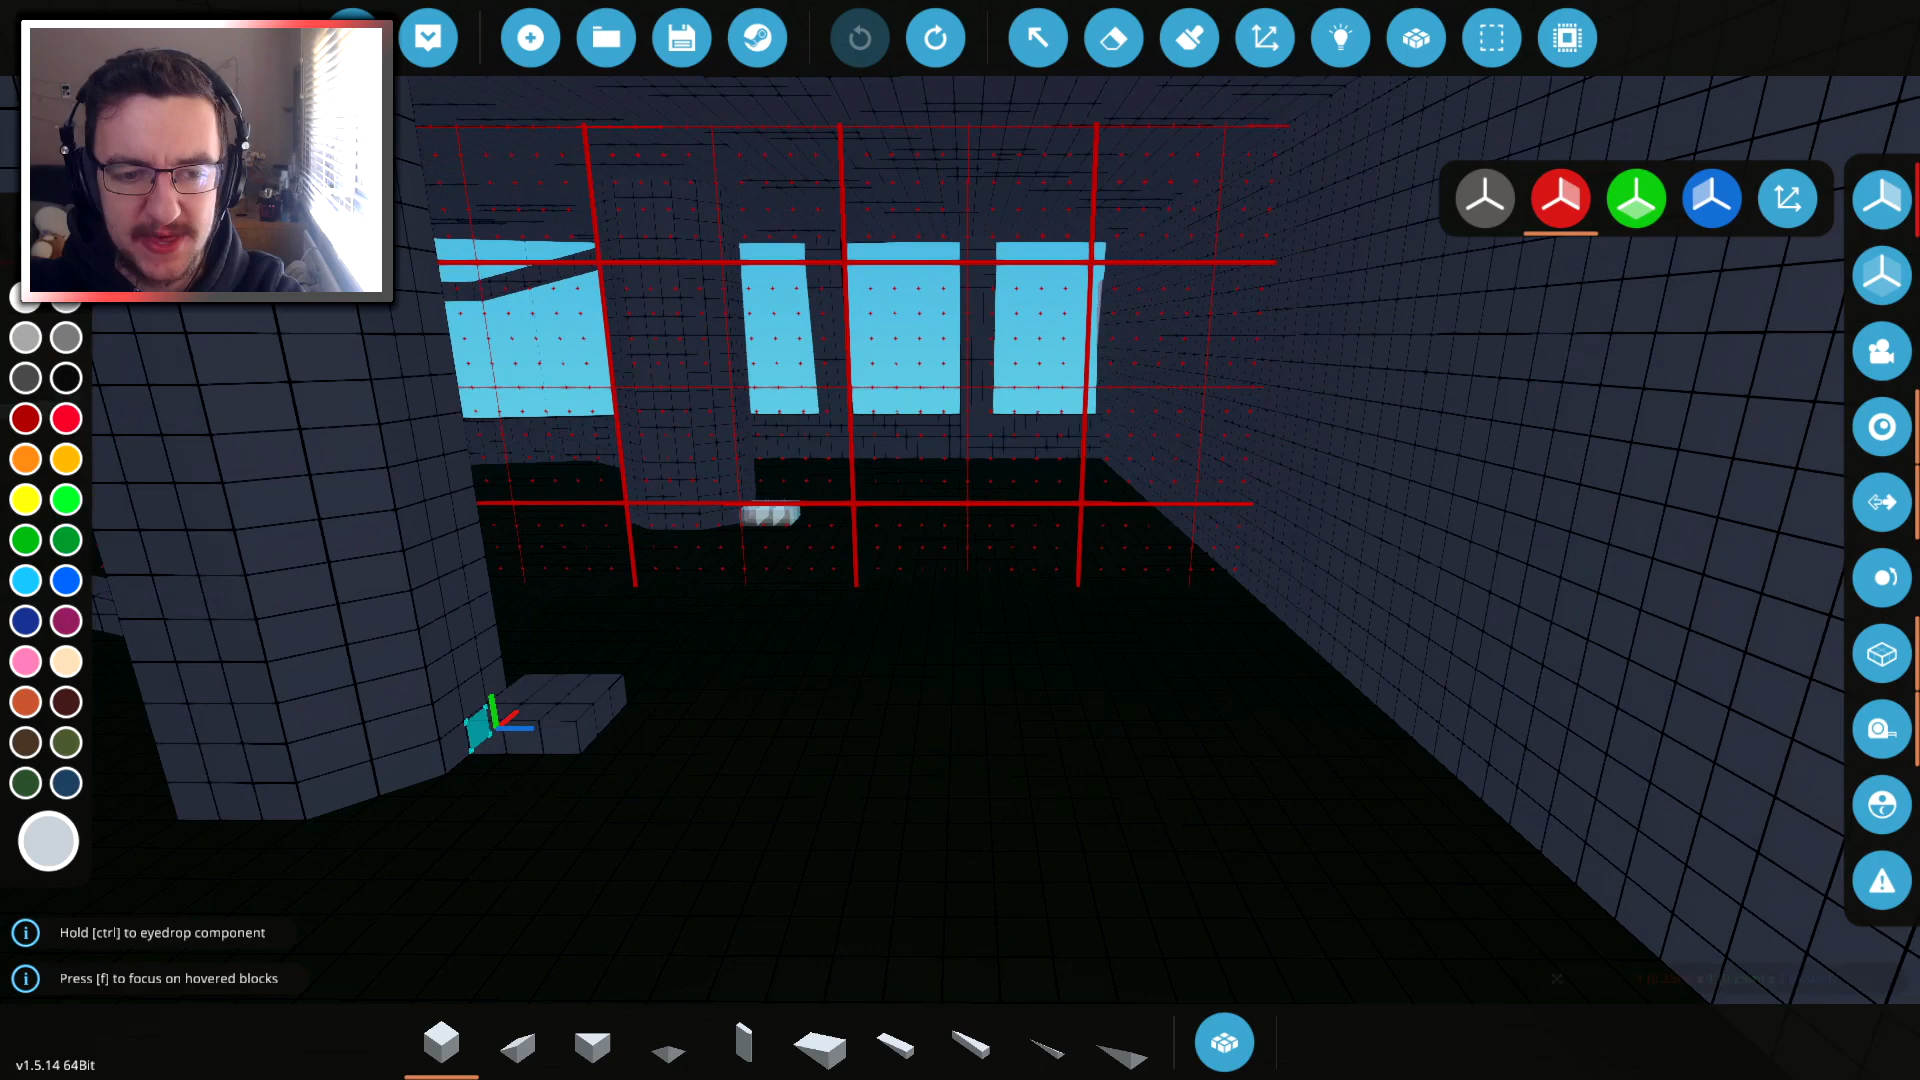 Hold [ctrl] to eyedrop component
Press [f] to focus on hovered blocks
v1.5.14 64Bit